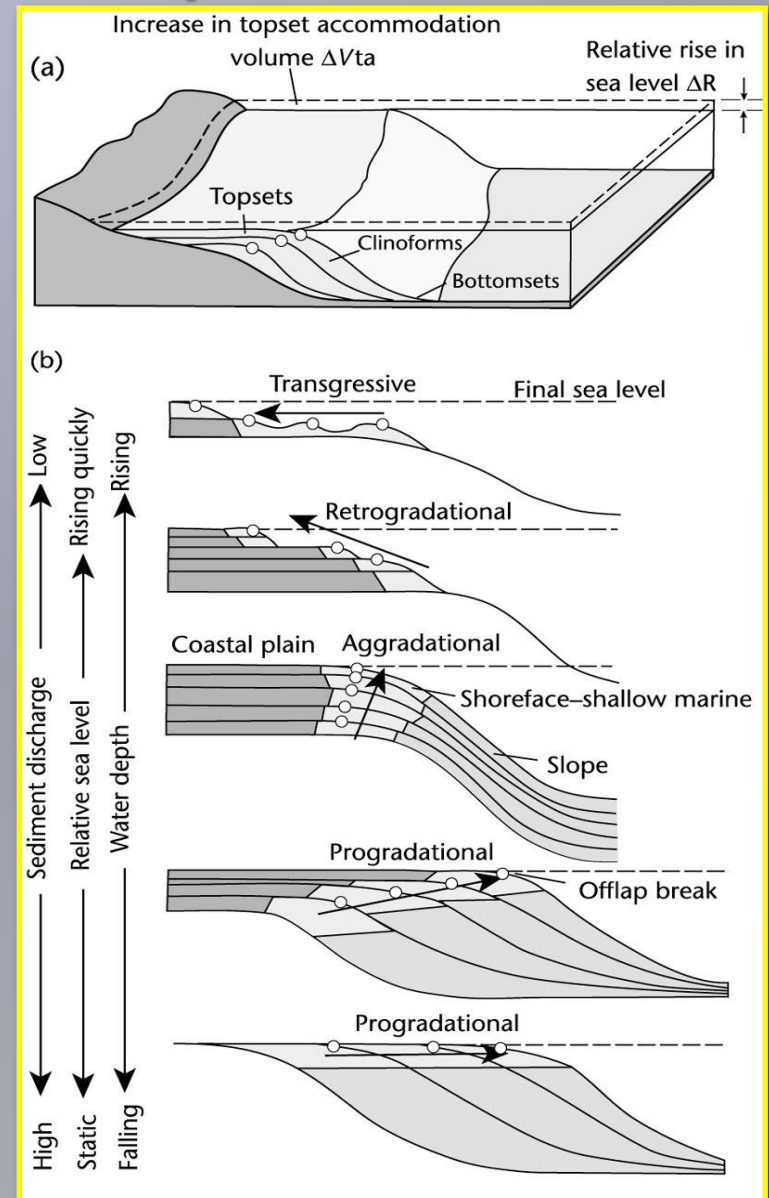 Increase in topset accommodation
volume ΔVta
(a)
Relative rise in
sea level ΔR
Topsets
Clinoforms
Bottomsets
(b)
Transgressive
Final sea level
Retrogradational
Coastal plain
Aggradational
Shoreface–shallow marine
Slope
Progradational
Offlap break
Progradational
Low
Sediment discharge
High
Rising quickly
Relative sea level
Static
Rising
Water depth
Falling